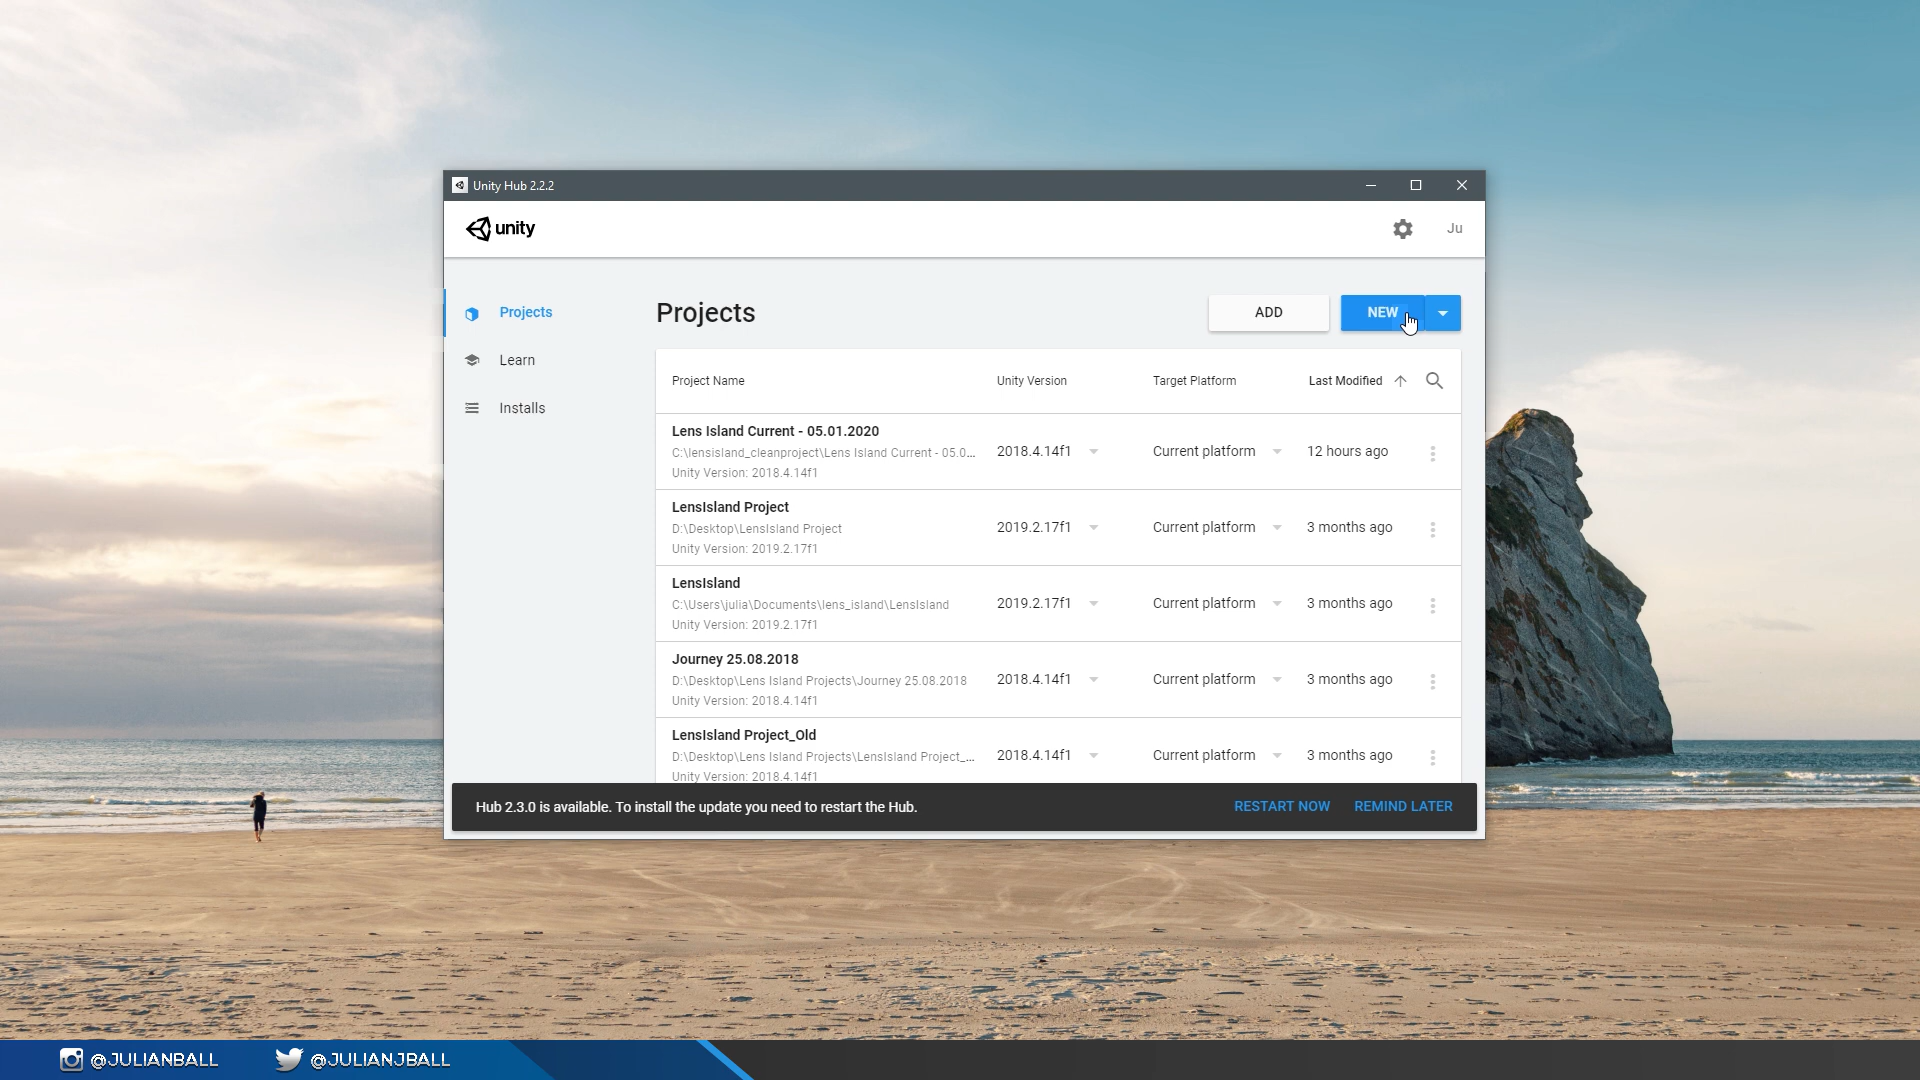 Unity Hub 2.2.2
unity
Ju
Projects
Learn
Installs
Projects
ADD
NEW
Project Name
Unity Version
Target Platform
Last Modified
Lens Island Current - 05.01.2020
C:\lensisland_cleanproject\Lens Island Current - 05.0...
Unity Version: 2018.4.14f1
2018.4.14f1
Current platform
12 hours ago
LensIsland Project
D:\Desktop\LensIsland Project
Unity Version: 2019.2.17f1
2019.2.17f1
Current platform
3 months ago
LensIsland
C:\Users\julia\Documents\lens_island\LensIsland
Unity Version: 2019.2.17f1
2019.2.17f1
Current platform
3 months ago
Journey 25.08.2018
D:\Desktop\Lens Island Projects\Journey 25.08.2018
Unity Version: 2018.4.14f1
2018.4.14f1
Current platform
3 months ago
LensIsland Project_Old
D:\Desktop\Lens Island Projects\LensIsland Project_...
Unity Version: 2018.4.14f1
2018.4.14f1
Current platform
3 months ago
Hub 2.3.0 is available. To install the update you need to restart the Hub.
RESTART NOW
REMIND LATER
@JULIANBALL
@JULIANJBALL